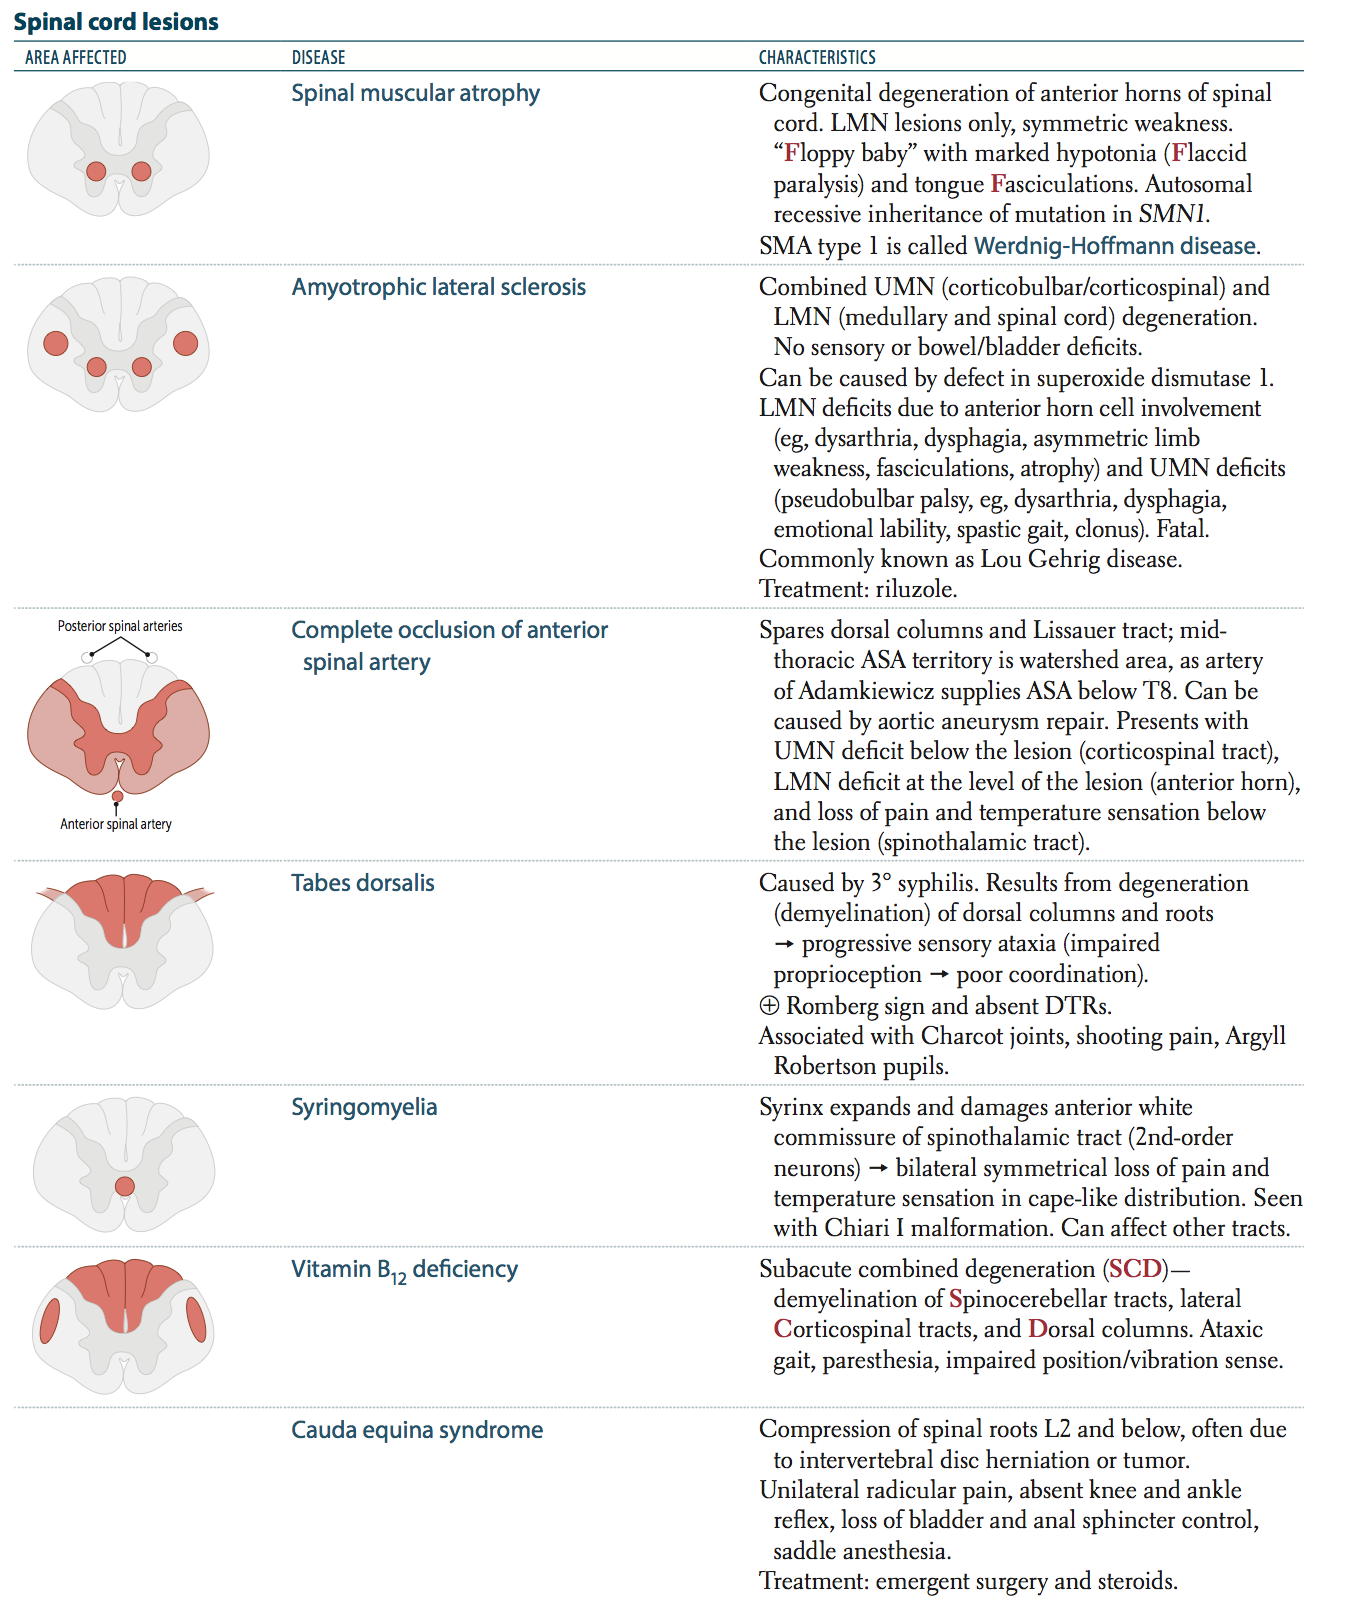 Spinal cord lesions
AREA AFFECTED
DISEASE
CHARACTERISTICS
Spinal muscular atrophy
Congenital degeneration of anterior horns of spinal
cord. LMN lesions only, symmetric weakness.
“Floppy baby” with marked hypotonia (Flaccid
paralysis) and tongue Fasciculations. Autosomal
recessive inheritance of mutation in SMN1.
SMA type 1 is called Werdnig-Hoffmann disease.
Amyotrophic lateral sclerosis
Combined UMN (corticobulbar/corticospinal) and
LMN (medullary and spinal cord) degeneration.
No sensory or bowel/bladder deficits.
Can be caused by defect in superoxide dismutase 1.
LMN deficits due to anterior horn cell involvement
(eg, dysarthria, dysphagia, asymmetric limb
weakness, fasciculations, atrophy) and UMN deficits
(pseudobulbar palsy, eg, dysarthria, dysphagia,
emotional lability, spastic gait, clonus). Fatal.
Commonly known as Lou Gehrig disease.
Treatment: riluzole.
Posterior spinal arteries
Anterior spinal artery
Complete occlusion of anterior
spinal artery
Spares dorsal columns and Lissauer tract; mid-
thoracic ASA territory is watershed area, as artery
of Adamkiewicz supplies ASA below T8. Can be
caused by aortic aneurysm repair. Presents with
UMN deficit below the lesion (corticospinal tract),
LMN deficit at the level of the lesion (anterior horn),
and loss of pain and temperature sensation below
the lesion (spinothalamic tract).
Tabes dorsalis
Caused by 3° syphilis. Results from degeneration
(demyelination) of dorsal columns and roots
→ progressive sensory ataxia (impaired
proprioception → poor coordination).
⊕ Romberg sign and absent DTRs.
Associated with Charcot joints, shooting pain, Argyll
Robertson pupils.
Syringomyelia
Syrinx expands and damages anterior white
commissure of spinothalamic tract (2nd-order
neurons) → bilateral symmetrical loss of pain and
temperature sensation in cape-like distribution. Seen
with Chiari I malformation. Can affect other tracts.
Vitamin B12 deficiency
Subacute combined degeneration (SCD)—
demyelination of Spinocerebellar tracts, lateral
Corticospinal tracts, and Dorsal columns. Ataxic
gait, paresthesia, impaired position/vibration sense.
Cauda equina syndrome
Compression of spinal roots L2 and below, often due
to intervertebral disc herniation or tumor.
Unilateral radicular pain, absent knee and ankle
reflex, loss of bladder and anal sphincter control,
saddle anesthesia.
Treatment: emergent surgery and steroids.